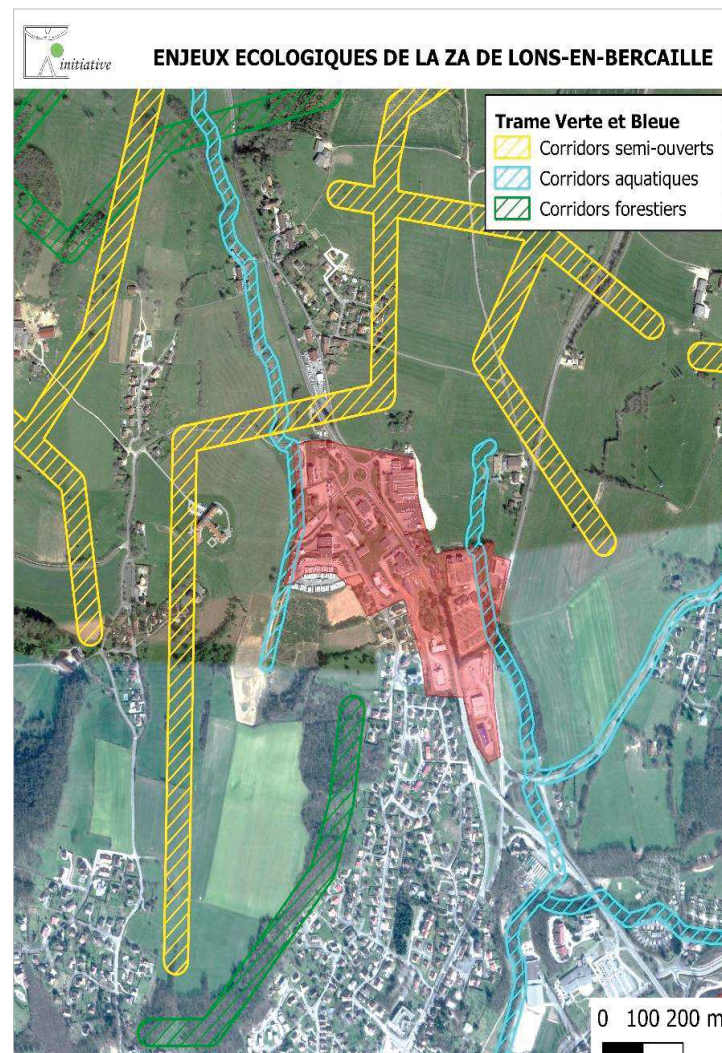 initiative
ENJEUX ECOLOGIQUES DE LA ZA DE LONS-EN-BERCAILLE
Trame Verte et Bleue
Corridors semi-ouverts
Corridors aquatiques
Corridors forestiers
0 100 200 m